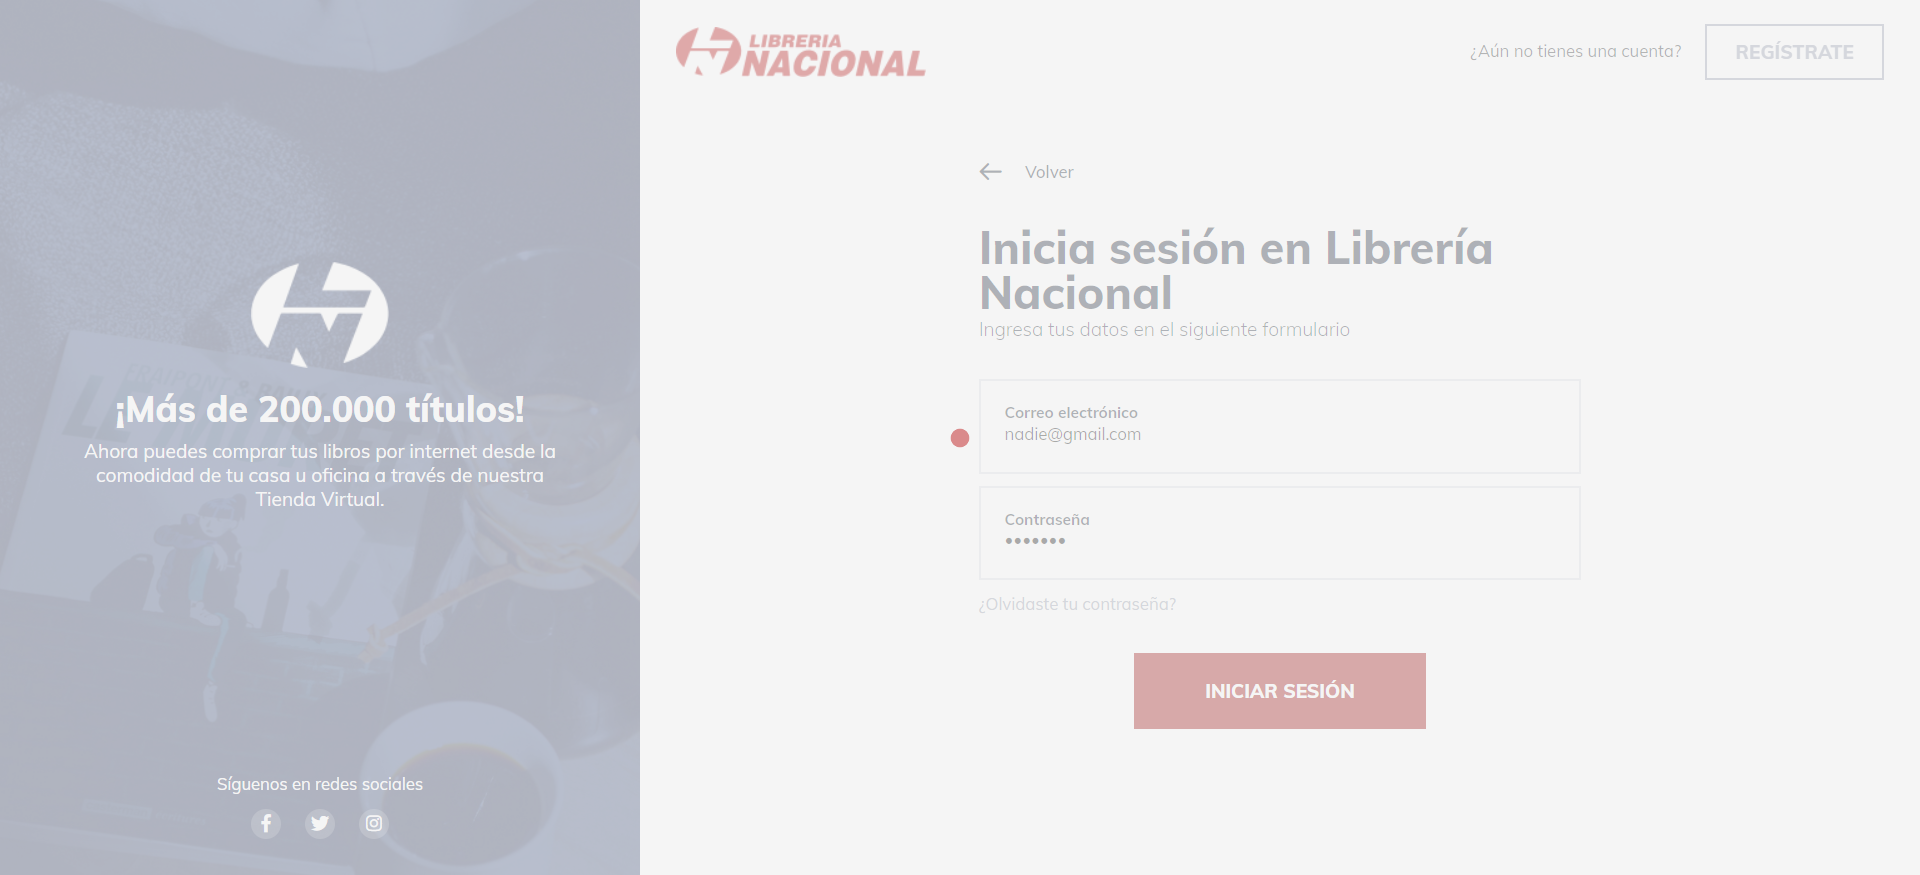 LIBRERIA
NACIONAL
¿Aún no tienes una cuenta?
REGÍSTRATE
Volver
Inicia sesión en Librería
Nacional
Ingresa tus datos en el siguiente formulario
Correo electrónico
nadie@gmail.com
Contraseña
•••••••
¿Olvidaste tu contraseña?
INICIAR SESIÓN
¡Más de 200.000 títulos!
Ahora puedes comprar tus libros por internet desde la
comodidad de tu casa u oficina a través de nuestra
Tienda Virtual.
Síguenos en redes sociales